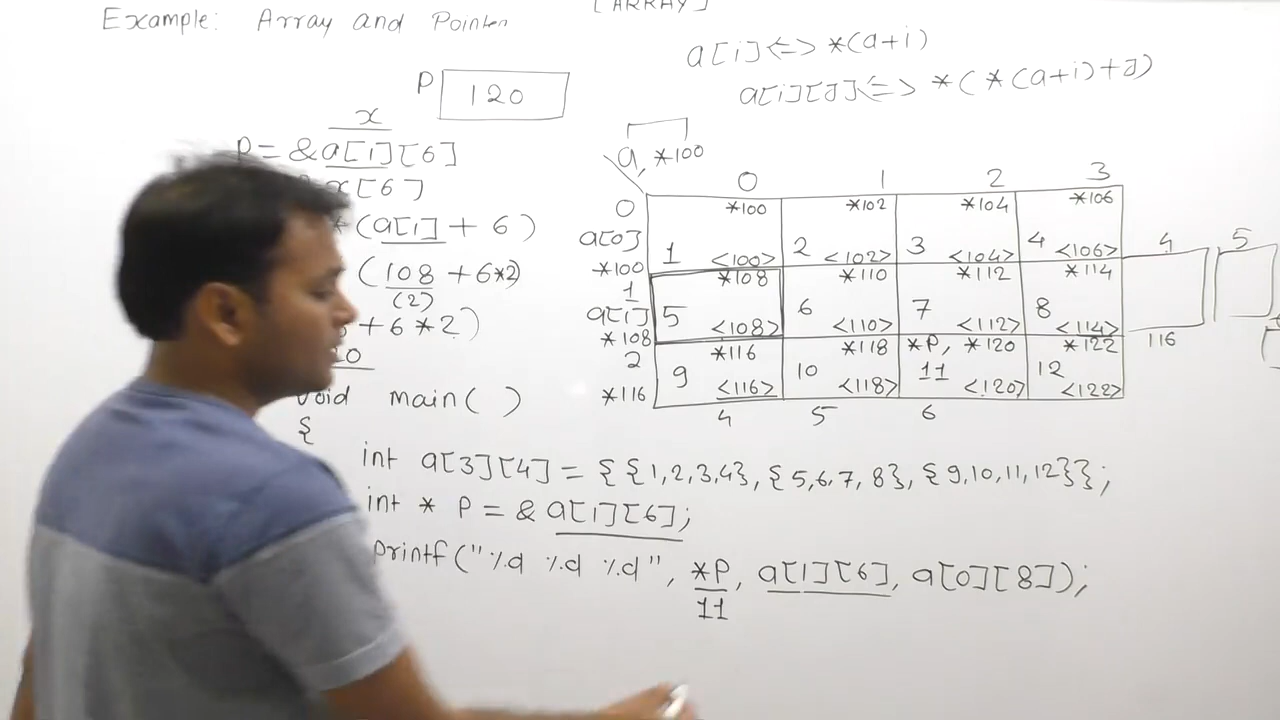 [ARRAY]
Example: Array and Pointer
a[i] <=> *(a+i)
a[i][j] <=> *(*(a+i)+j)
P 120
x
P = &a[1][6]
x[6]
*(a[1] + 6)
(108 + 6*2)
(2)
+ 6*2)
a, *100
0 1 2 3
0 *100 *102 *104 *106
a[0] 1 <100> 2 <102> 3 <104> 4 <106> 4 5
*100 *108 *110 *112 *114
1
a[1] 5 <108> 6 <110> 7 <112> 8 <114>
*108 *116 *118 *P, *120 *122 116
2 9 10 11 12
*116 <116> <118> <120> <122>
4 5 6
void main( )
{
int a[3][4] = {{1,2,3,4}, {5,6,7,8}, {9,10,11,12}};
int * P = & a[1][6];
printf("%d %d %d", *P, a[1][6], a[0][8]);
11